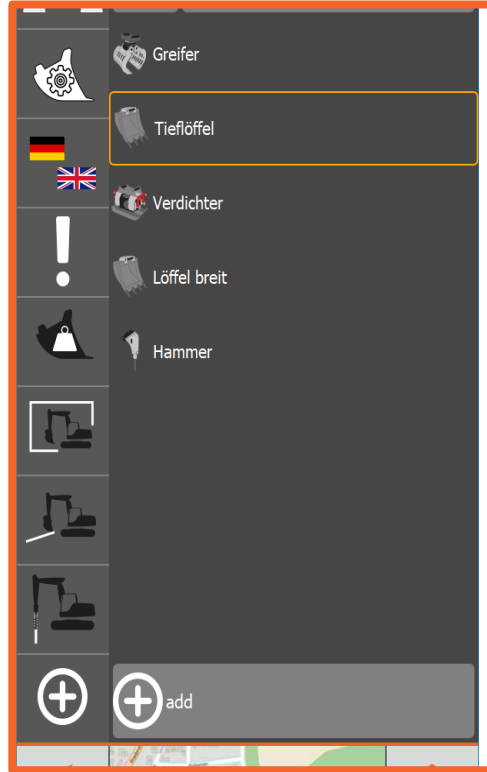 Greifer
Tieflöffel
Verdichter
Löffel breit
Hammer
add